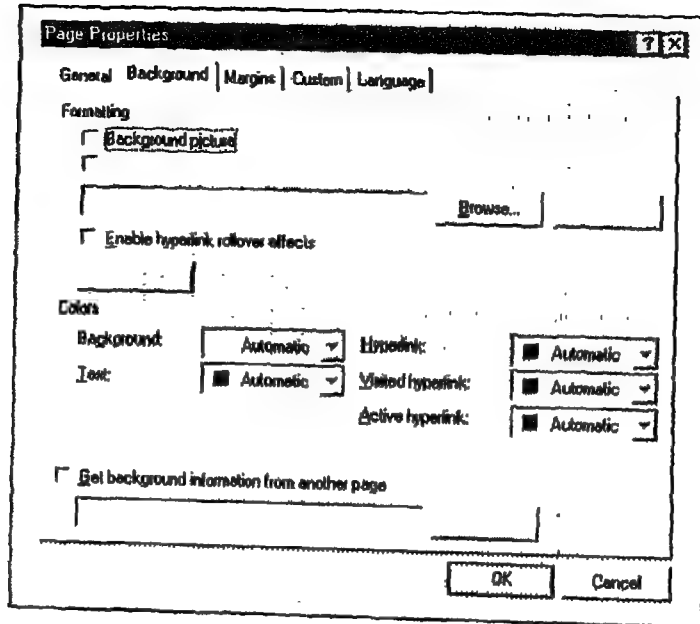 Page Properties
General Background Margins Custom Language
Formatting
Background picture
Browse...
Enable hyperlink rollover effects
Colors
Background: Automatic Hyperlink: Automatic
Text: Automatic Visited hyperlink: Automatic
Active hyperlink: Automatic
Get background information from another page
OK Cancel